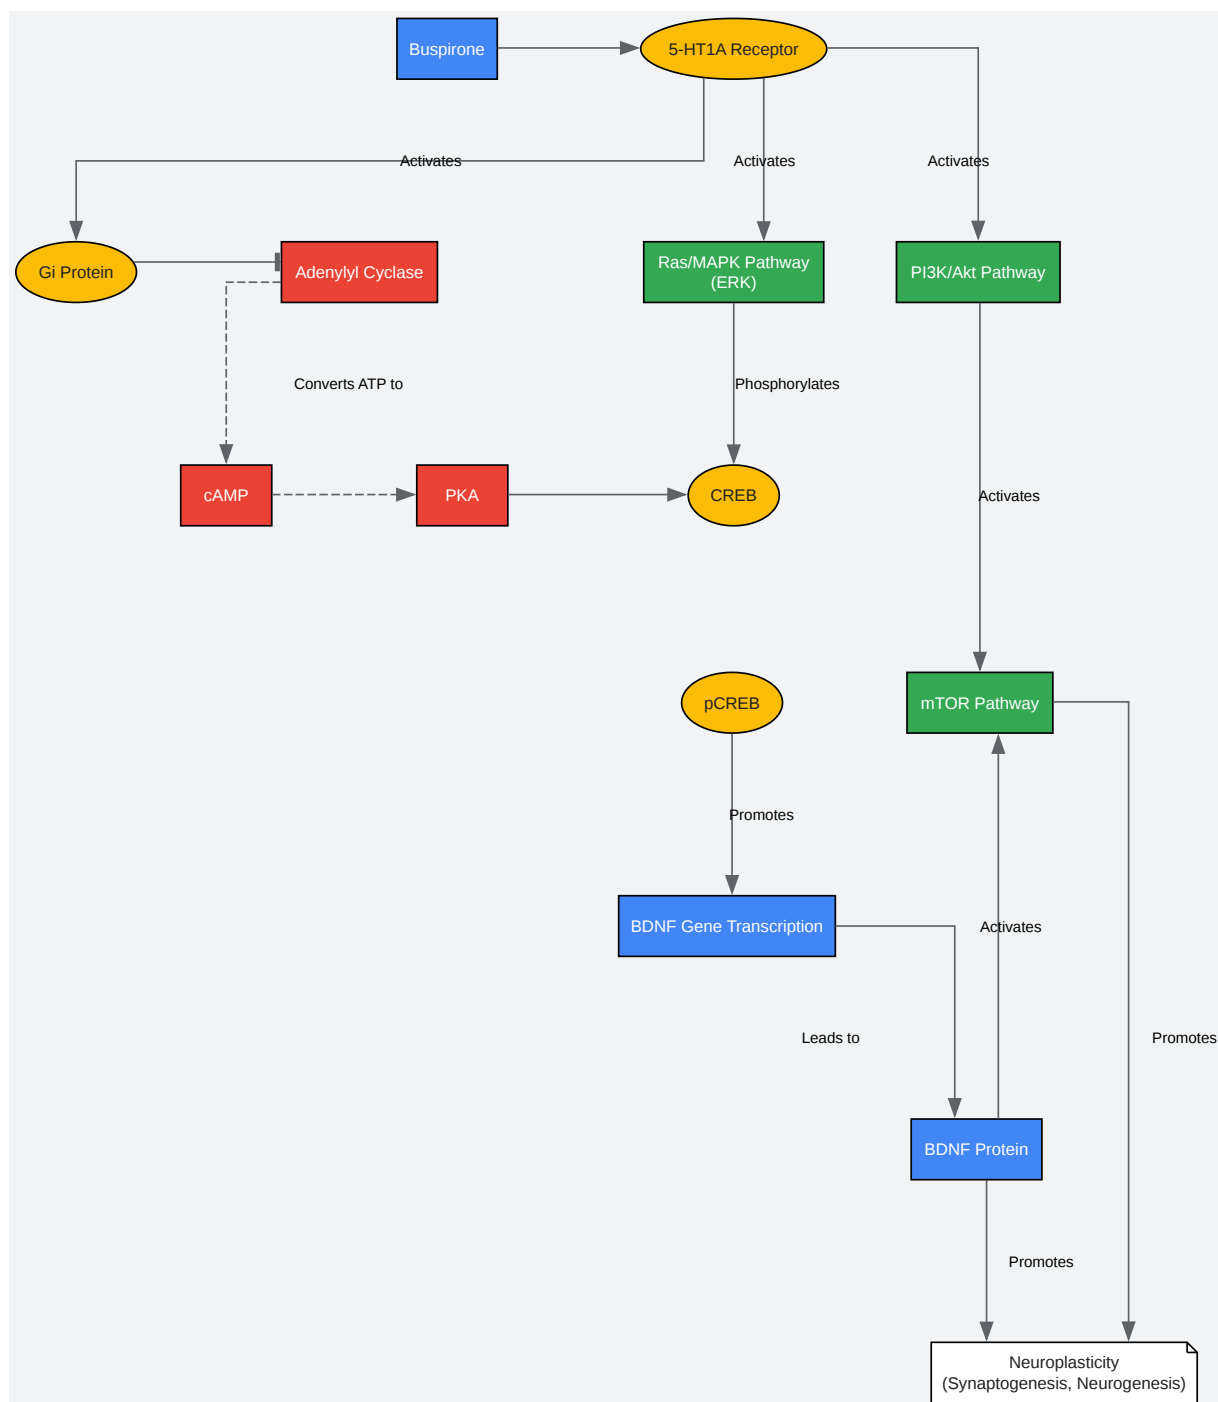 Buspirone
5-HT1A Receptor
Activates
Activates
Activates
Gi Protein
Adenylyl Cyclase
Ras/MAPK Pathway
(ERK)
PI3K/Akt Pathway
Converts ATP to
Phosphorylates
cAMP
PKA
CREB
Activates
pCREB
mTOR Pathway
Promotes
BDNF Gene Transcription
Activates
Leads to
Promotes
BDNF Protein
Promotes
Neuroplasticity
(Synaptogenesis, Neurogenesis)